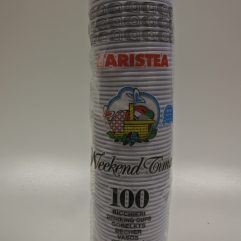 ARISTEA
Weekend Time
100
BICCHIERI
DRINKING CUPS
GOBELETS
BECHER
VASOS